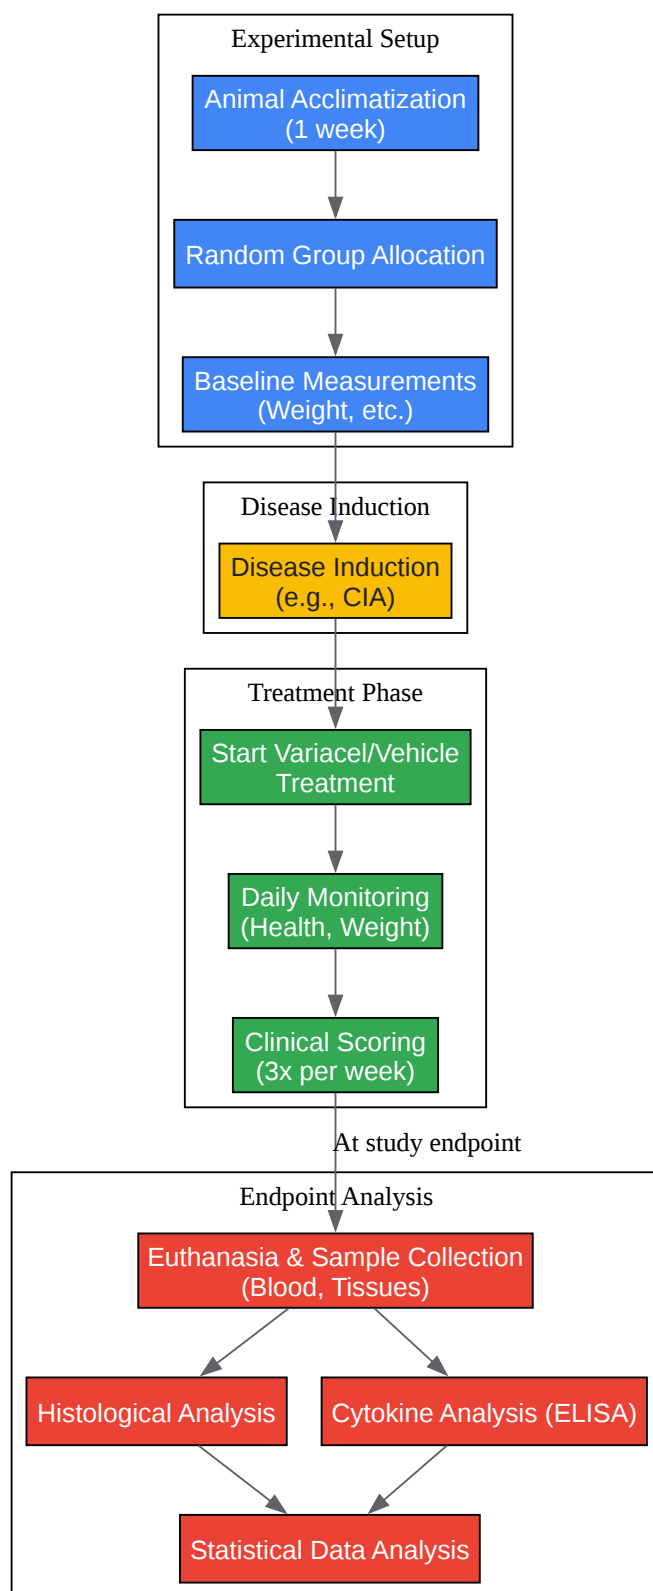 Experimental Setup
Animal Acclimatization
(1 week)
Random Group Allocation
Baseline Measurements
(Weight, etc.)
Disease Induction
Disease Induction
(e.g., CIA)
Treatment Phase
Start Variacel/Vehicle
Treatment
Daily Monitoring
(Health, Weight)
Clinical Scoring
(3x per week)
At study endpoint
Endpoint Analysis
Euthanasia & Sample Collection
(Blood, Tissues)
Histological Analysis
Cytokine Analysis (ELISA)
Statistical Data Analysis